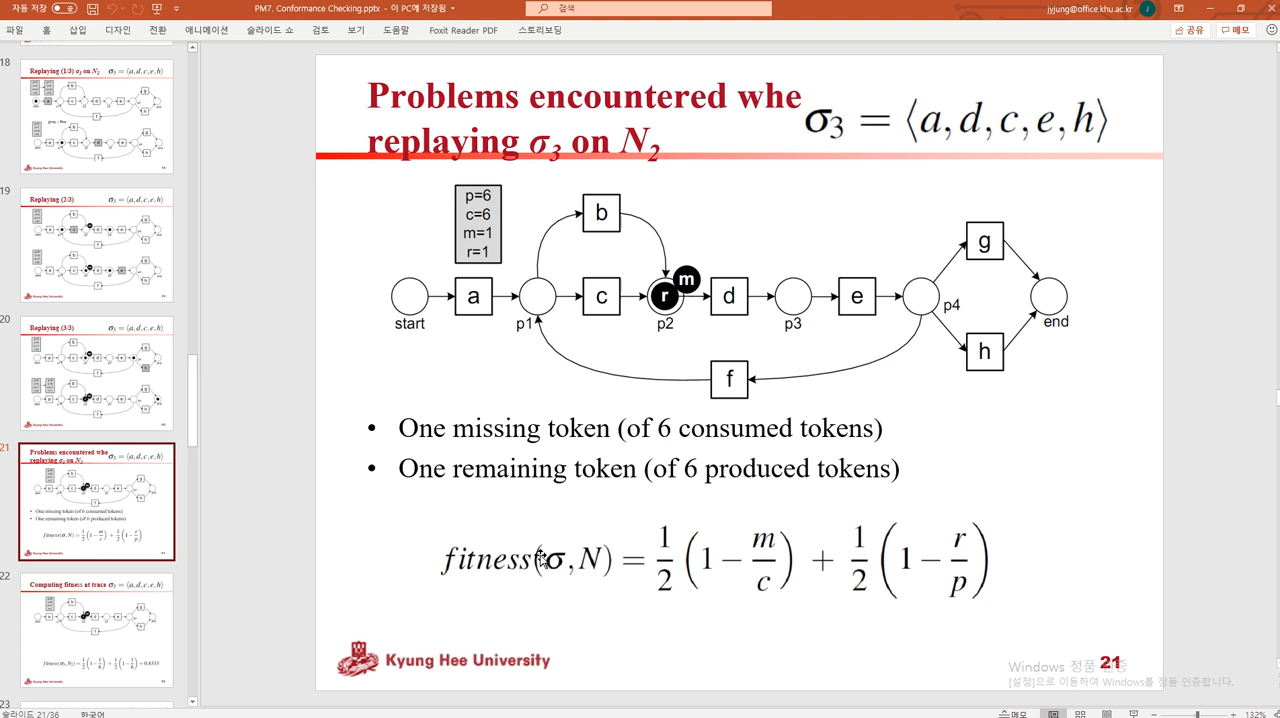 자동 저장
PM7. Conformance Checking.pptx - 이 PC에 저장됨
검색
jyjung@office.khu.ac.kr
J
파일 홈 삽입 디자인 전환 애니메이션 슬라이드 쇼 검토 보기 도움말 Foxit Reader PDF 스토리보딩
공유 메모
18
Replaying (1/3) σ3 on N2 σ3 = ⟨a,d,c,e,h⟩
Kyung Hee University
19
Replaying (2/3) σ3 = ⟨a,d,c,e,h⟩
Kyung Hee University
20
Replaying (3/3) σ3 = ⟨a,d,c,e,h⟩
Kyung Hee University
21
Problems encountered whe
replaying σ3 on N2
σ3 = ⟨a,d,c,e,h⟩
• One missing token (of 6 consumed tokens)
• One remaining token (of 6 produced tokens)
fitness(σ,N) = 1/2 (1 − m/c) + 1/2 (1 − r/p)
Kyung Hee University
22
Computing fitness at trace σ3 = ⟨a,d,c,e,h⟩
fitness(σ3,N2) = 1/2 (1 − 1/6) + 1/2 (1 − 1/6) = 0.8333
Kyung Hee University
23
Problems encountered whe
replaying σ3 on N2
σ3 = ⟨a,d,c,e,h⟩
p=6
c=6
m=1
r=1
b
g
m
a
c
r
d
e
start
p1
p2
p3
p4
end
h
f
• One missing token (of 6 consumed tokens)
• One remaining token (of 6 produced tokens)
fitness(σ,N) = 1/2 (1 − m/c) + 1/2 (1 − r/p)
Kyung Hee University
21
Windows 정품 인증
[설정]으로 이동하여 Windows를 정품 인증합니다.
슬라이드 21/36 한국어
메모
132%